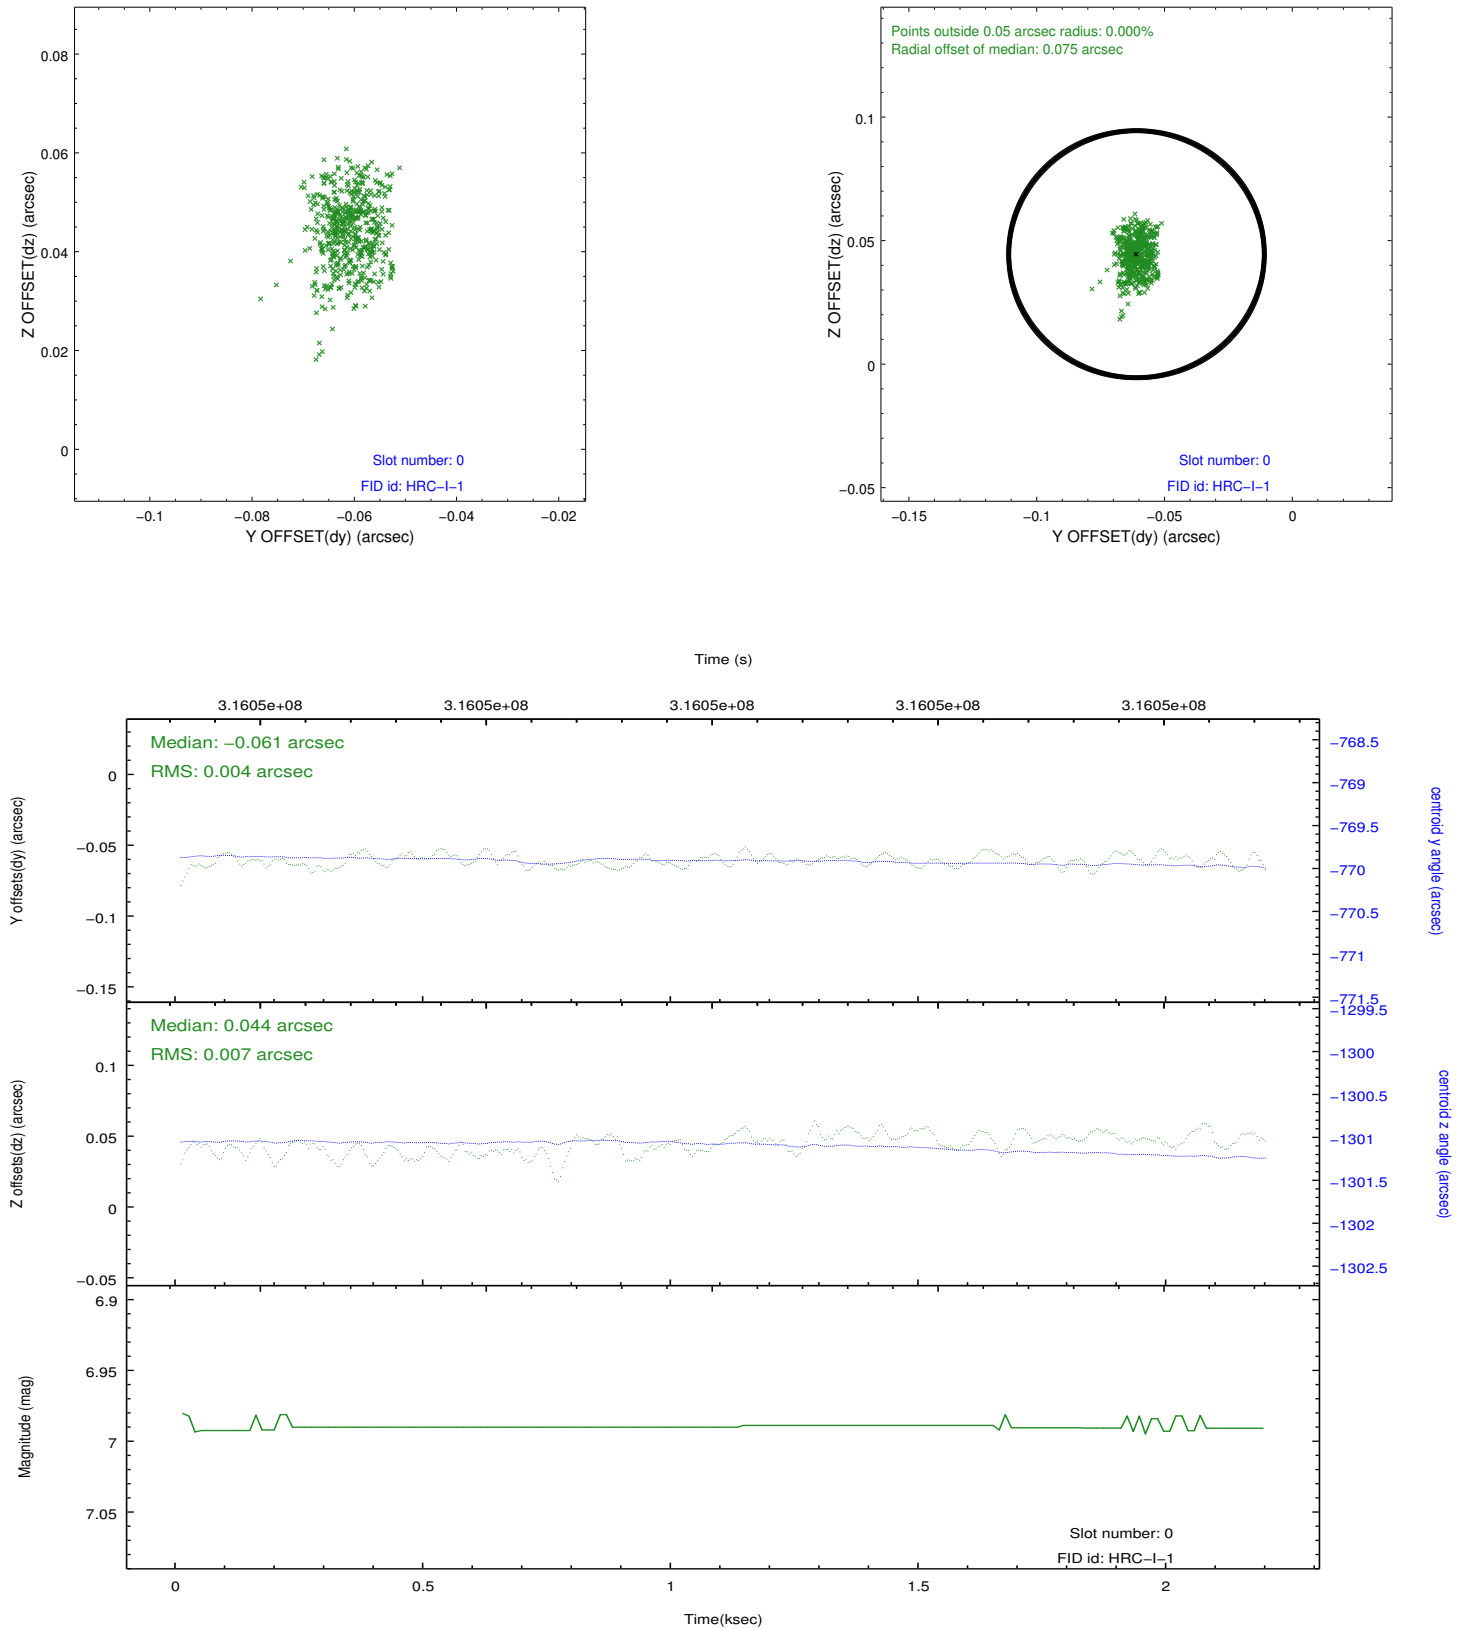 0.08
0.06
0.04
0.02
0
Z OFFSET(dz) (arcsec)
−0.1
−0.08
−0.06
−0.04
−0.02
Y OFFSET(dy) (arcsec)
Slot number: 0
FID id: HRC−I−1
Points outside 0.05 arcsec radius: 0.000%
Radial offset of median: 0.075 arcsec
0.1
0.05
0
−0.05
Z OFFSET(dz) (arcsec)
−0.15
−0.1
−0.05
0
Y OFFSET(dy) (arcsec)
Slot number: 0
FID id: HRC−I−1
Time (s)
3.1605e+08
3.1605e+08
3.1605e+08
3.1605e+08
3.1605e+08
Median: −0.061 arcsec
RMS: 0.004 arcsec
0
−0.05
−0.1
−0.15
Y offsets(dy) (arcsec)
−768.5
−769
−769.5
−770
−770.5
−771
−771.5
centroid y angle (arcsec)
Median: 0.044 arcsec
RMS: 0.007 arcsec
0.1
0.05
0
−0.05
Z offsets(dz) (arcsec)
−1299.5
−1300
−1300.5
−1301
−1301.5
−1302
−1302.5
centroid z angle (arcsec)
6.9
6.95
7
7.05
Magnitude (mag)
Slot number: 0
FID id: HRC−I−1
0
0.5
1
1.5
2
Time(ksec)